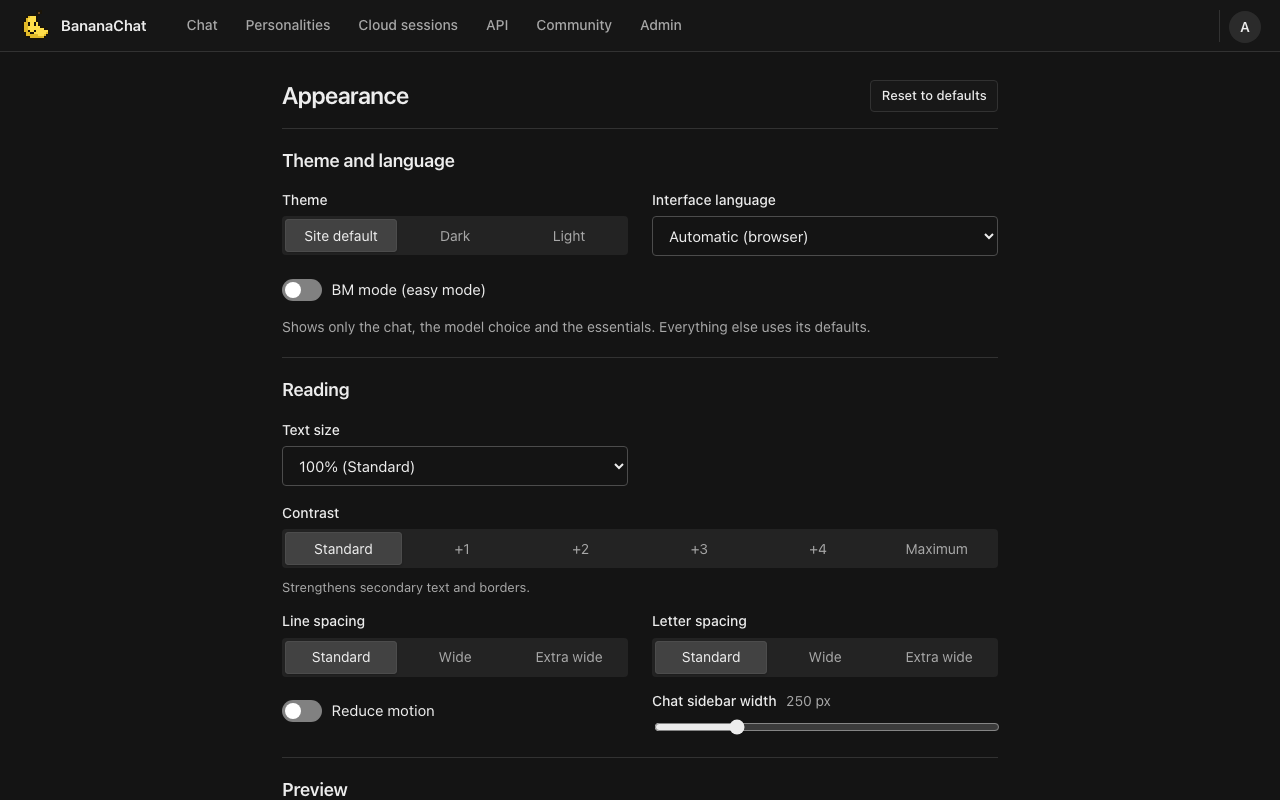 BananaChat Chat Personalities Cloud sessions API Community Admin A
Appearance
Reset to defaults
Theme and language
Theme
Site default Dark Light
Interface language
Automatic (browser)
BM mode (easy mode)
Shows only the chat, the model choice and the essentials. Everything else uses its defaults.
Reading
Text size
100% (Standard)
Contrast
Standard +1 +2 +3 +4 Maximum
Strengthens secondary text and borders.
Line spacing
Standard Wide Extra wide
Letter spacing
Standard Wide Extra wide
Reduce motion
Chat sidebar width 250 px
Preview